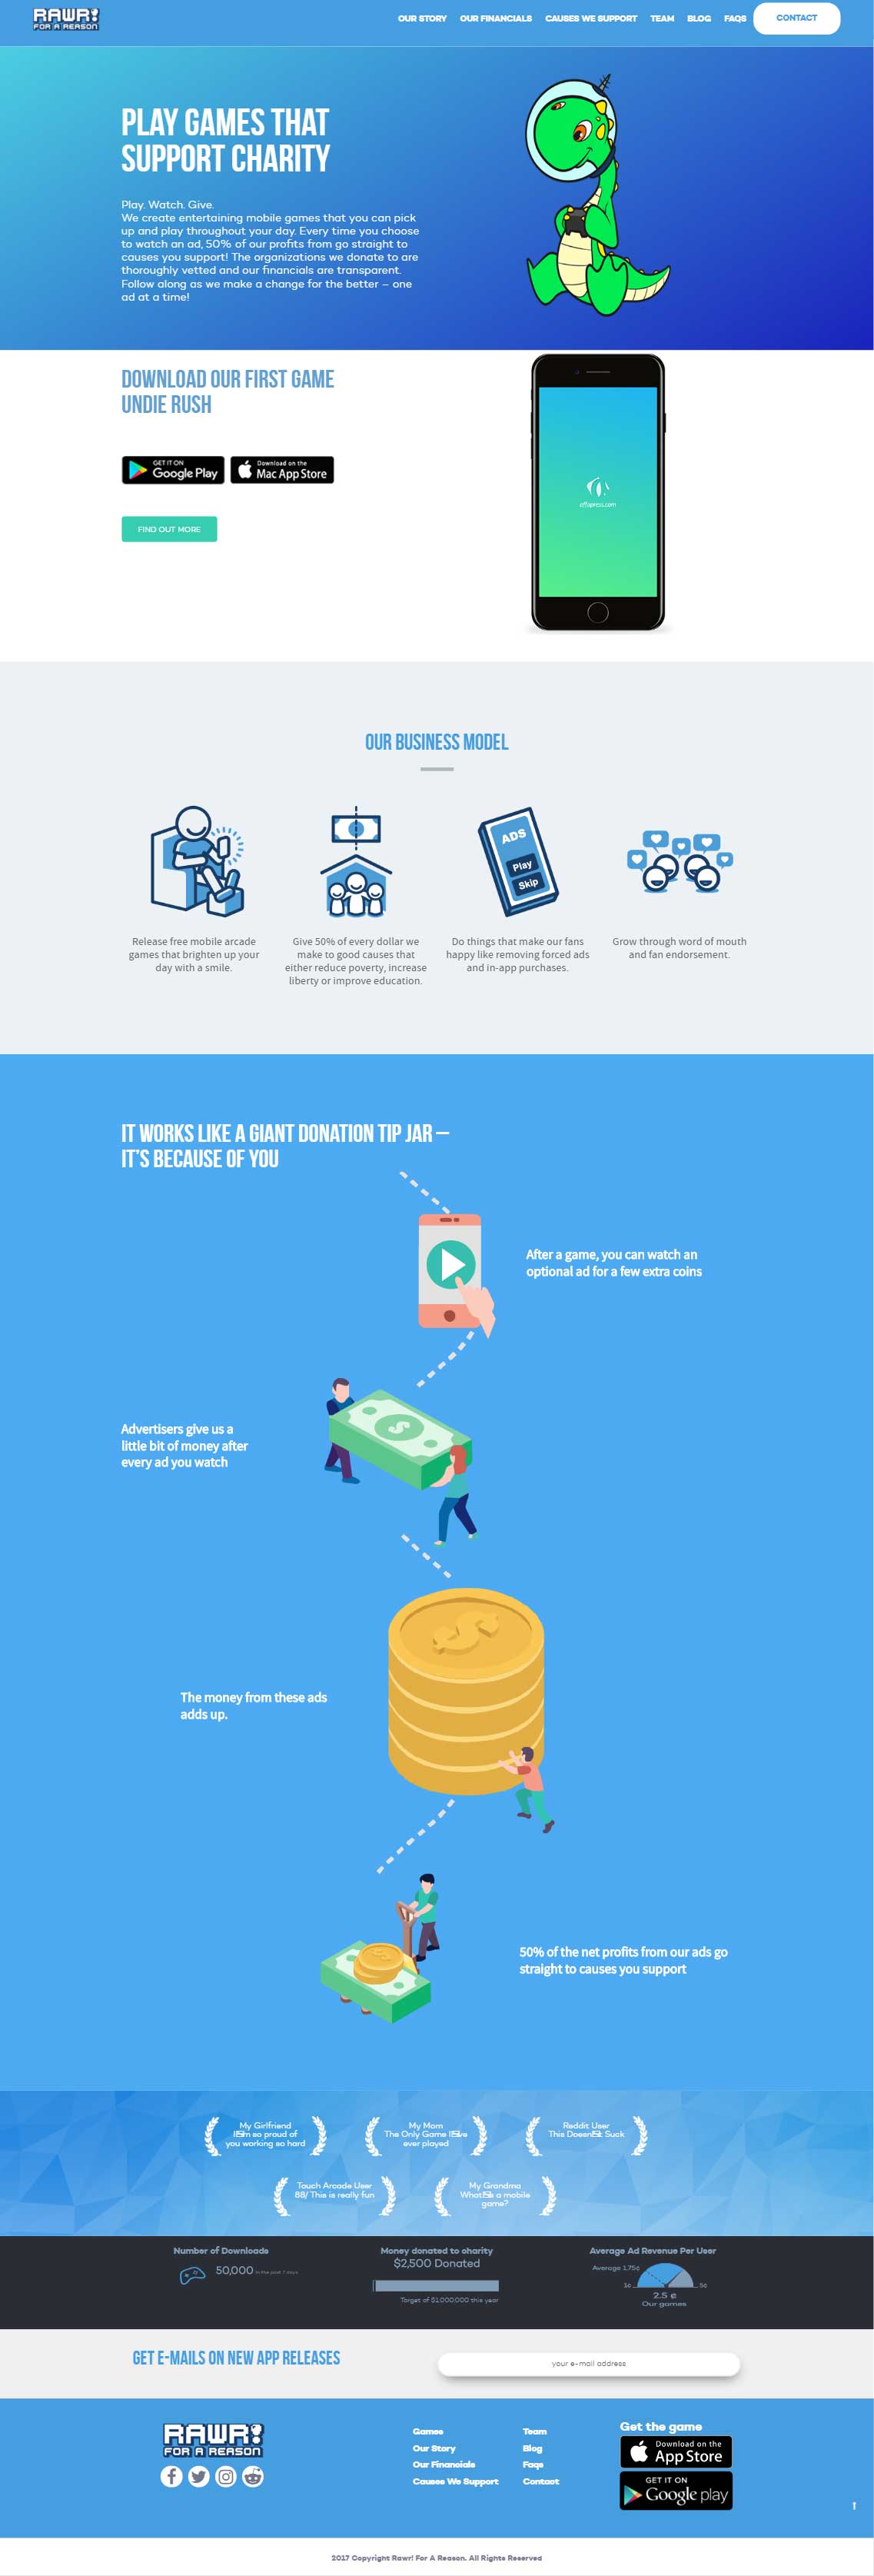 RAWR!
FOR A REASON
OUR STORY OUR FINANCIALS CAUSES WE SUPPORT TEAM BLOG FAQS CONTACT
PLAY GAMES THAT
SUPPORT CHARITY
Play. Watch. Give.
We create entertaining mobile games that you can pick
up and play throughout your day. Every time you choose
to watch an ad, 50% of our profits from go straight to
causes you support! The organizations we donate to are
thoroughly vetted and our financials are transparent.
Follow along as we make a change for the better – one
ad at a time!
DOWNLOAD OUR FIRST GAME
UNDIE RUSH
GET IT ON
Google Play
Download on the
Mac App Store
FIND OUT MORE
OUR BUSINESS MODEL
ADS
Play
Skip
Release free mobile arcade
games that brighten up your
day with a smile.
Give 50% of every dollar we
make to good causes that
either reduce poverty, increase
liberty or improve education.
Do things that make our fans
happy like removing forced ads
and in-app purchases.
Grow through word of mouth
and fan endorsement.
IT WORKS LIKE A GIANT DONATION TIP JAR –
IT'S BECAUSE OF YOU
After a game, you can watch an
optional ad for a few extra coins
Advertisers give us a
little bit of money after
every ad you watch
The money from these ads
adds up.
50% of the net profits from our ads go
straight to causes you support
My Girlfriend
so proud of
you working so hard
My Mom
The Only Game
ever played
Reddit User
This Suck
Touch Arcade User
88/ This is really fun
My Grandma
a mobile
game?
Number of Downloads
50,000 in the past 7 days
Money donated to charity
$2,500 Donated
Target of $1,000,000 this year
Average Ad Revenue Per User
Average 1.75¢
1¢ 5¢
2.5 ¢
Our games
GET E-MAILS ON NEW APP RELEASES
your e-mail address
RAWR!
FOR A REASON
Games
Our Story
Our Financials
Causes We Support
Team
Blog
Faqs
Contact
Get the game
Download on the
App Store
GET IT ON
Google play
2017 Copyright Rawr! For A Reason. All Rights Reserved